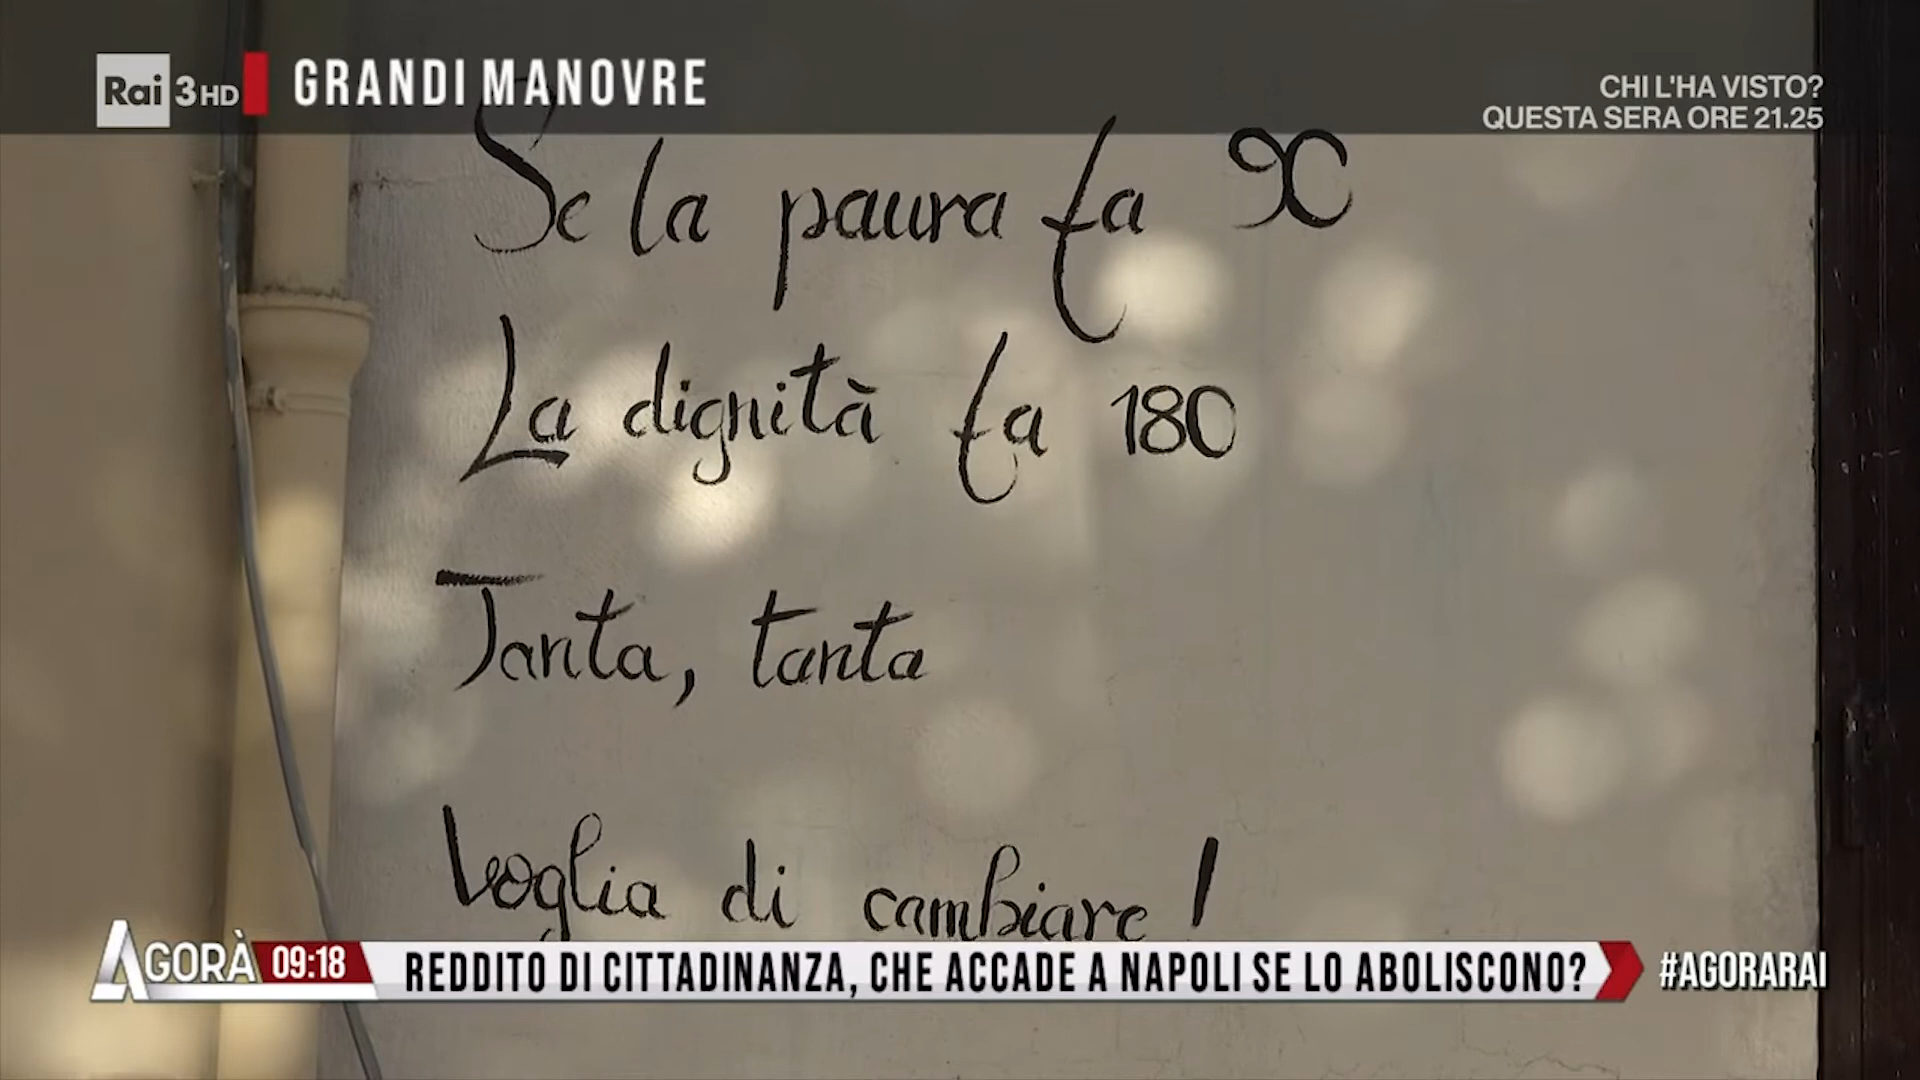 Rai 3HD GRANDI MANOVRE
CHI L'HA VISTO?
QUESTA SERA ORE 21.25
Se la paura fa 90
La dignità fa 180
Tanta, tanta
Voglia di cambiare!
AGORÀ 09:18 REDDITO DI CITTADINANZA, CHE ACCADE A NAPOLI SE LO ABOLISCONO? #AGORARAI